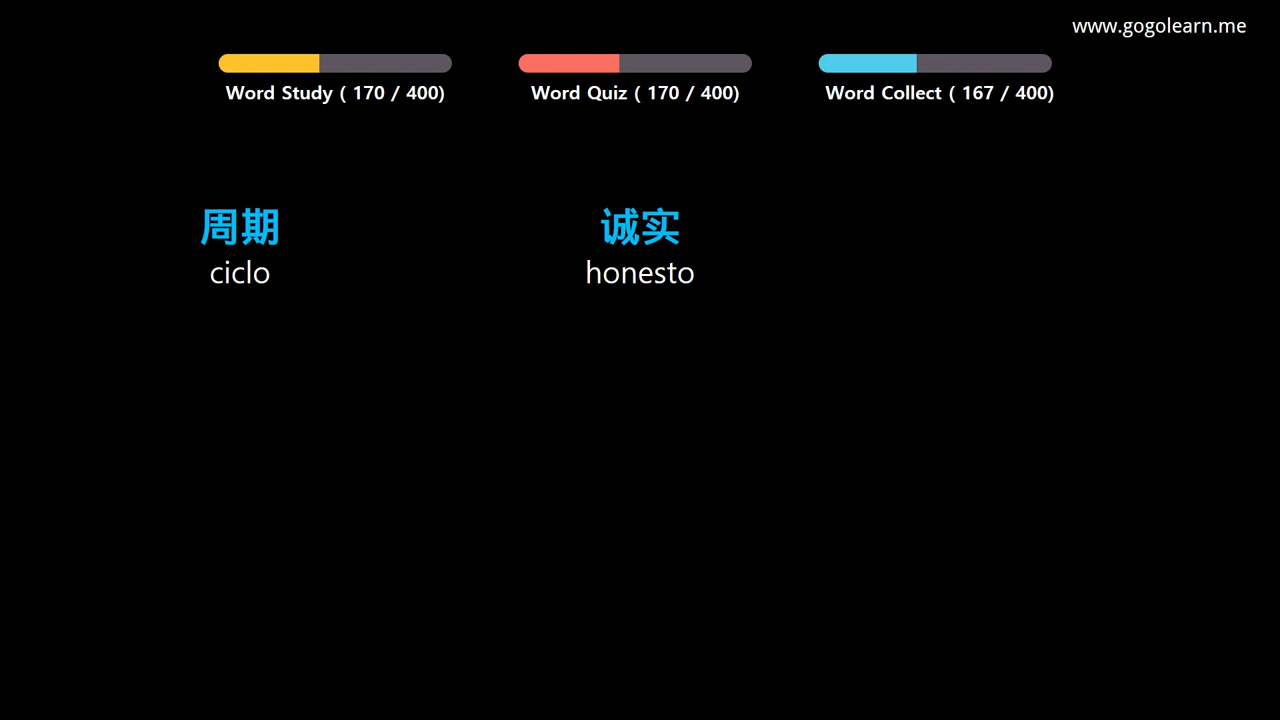 www.gogolearn.me
Word Study ( 170 / 400)
Word Quiz ( 170 / 400)
Word Collect ( 167 / 400)
周期
ciclo
诚实
honesto